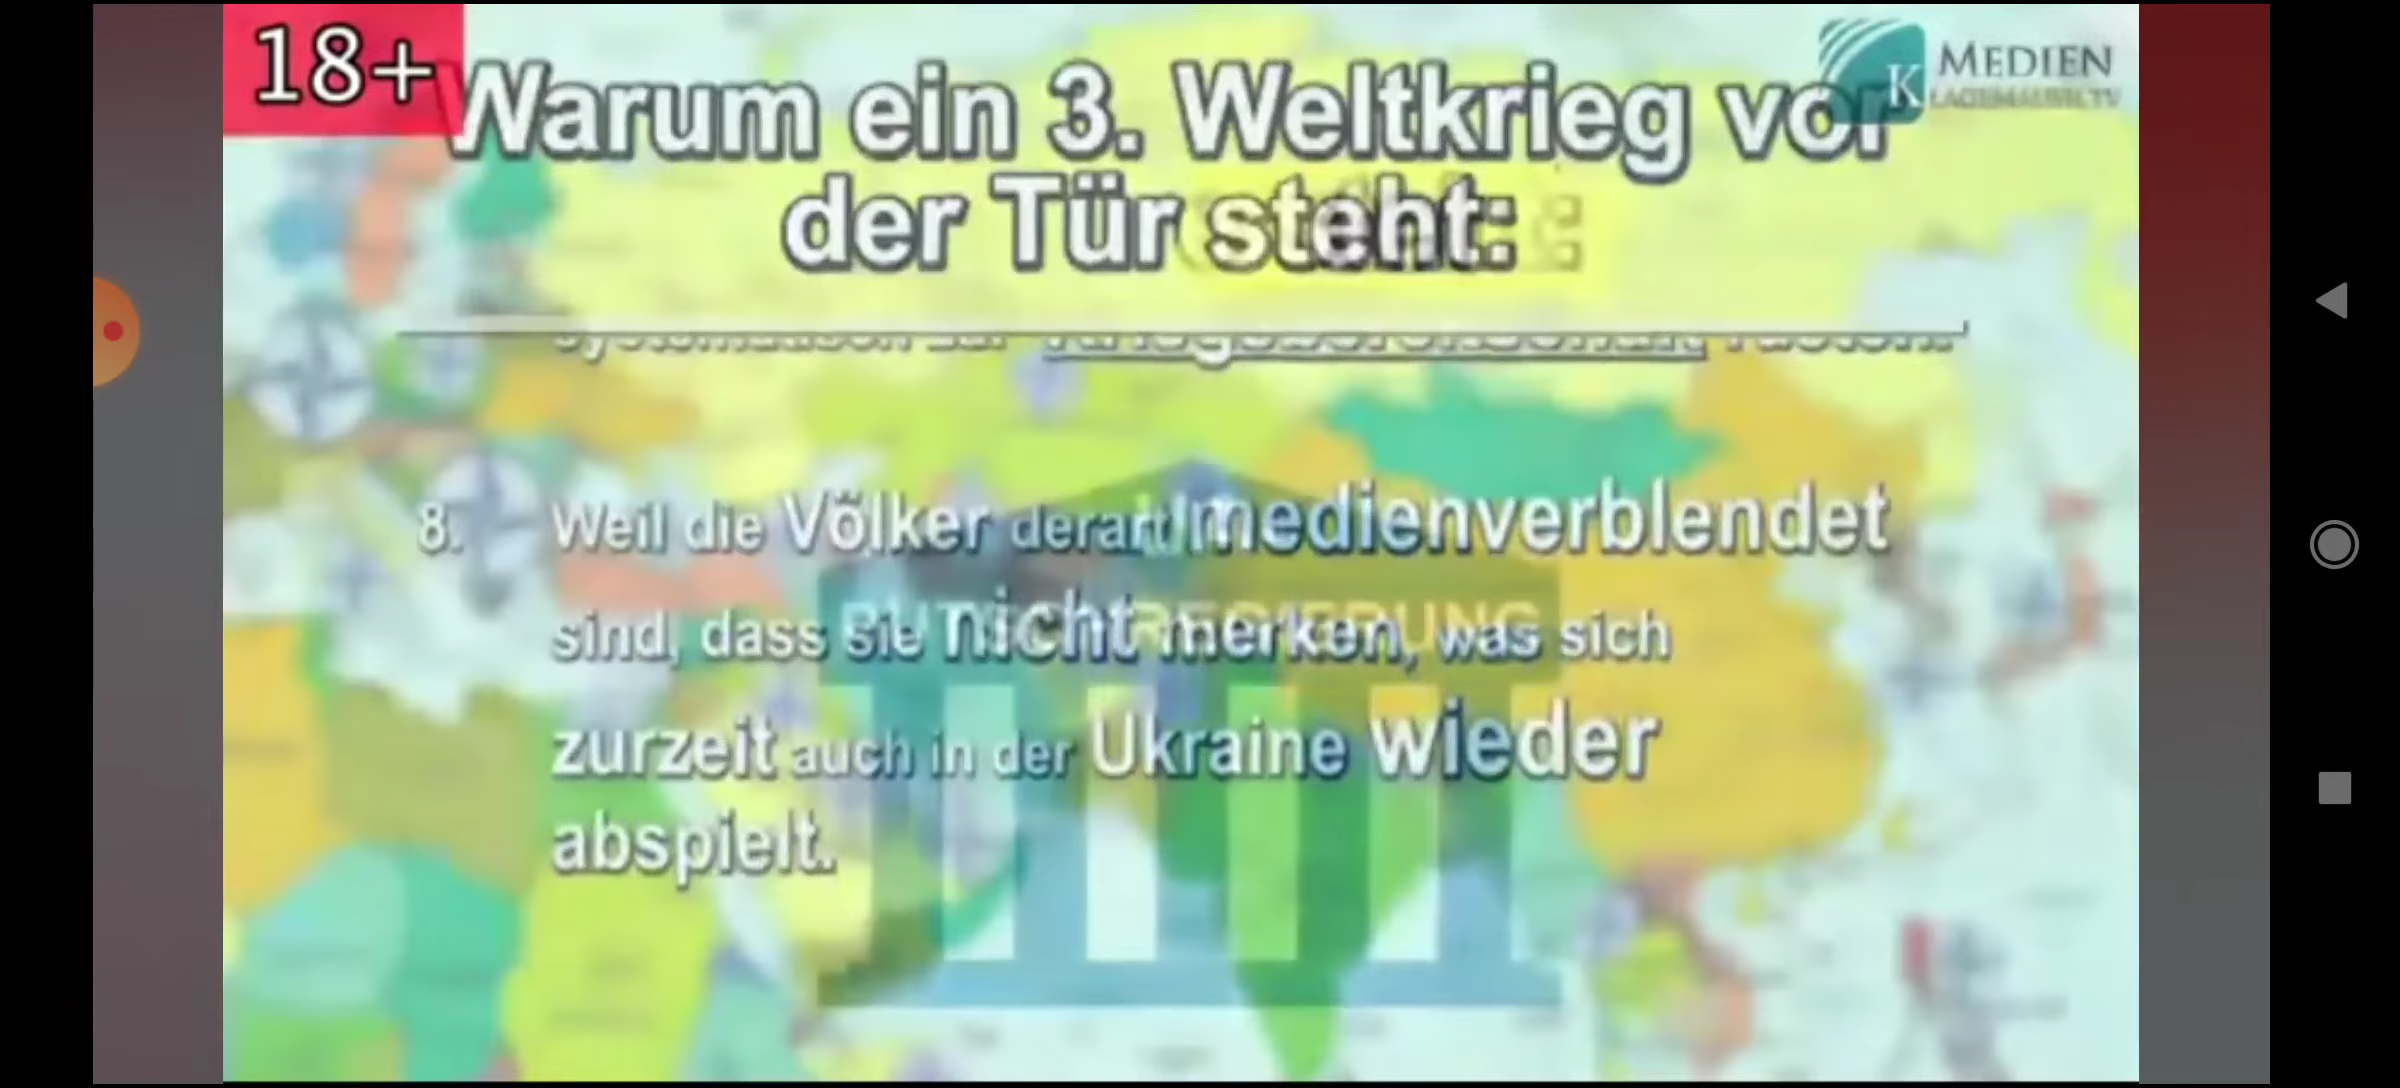 18+
MEDIEN
K
Warum ein 3. Weltkrieg vor
der Tür steht:
8. Weil die Völker derart medienverblendet
sind, dass sie nicht merken, was sich
zurzeit auch in der Ukraine wieder
abspielt.